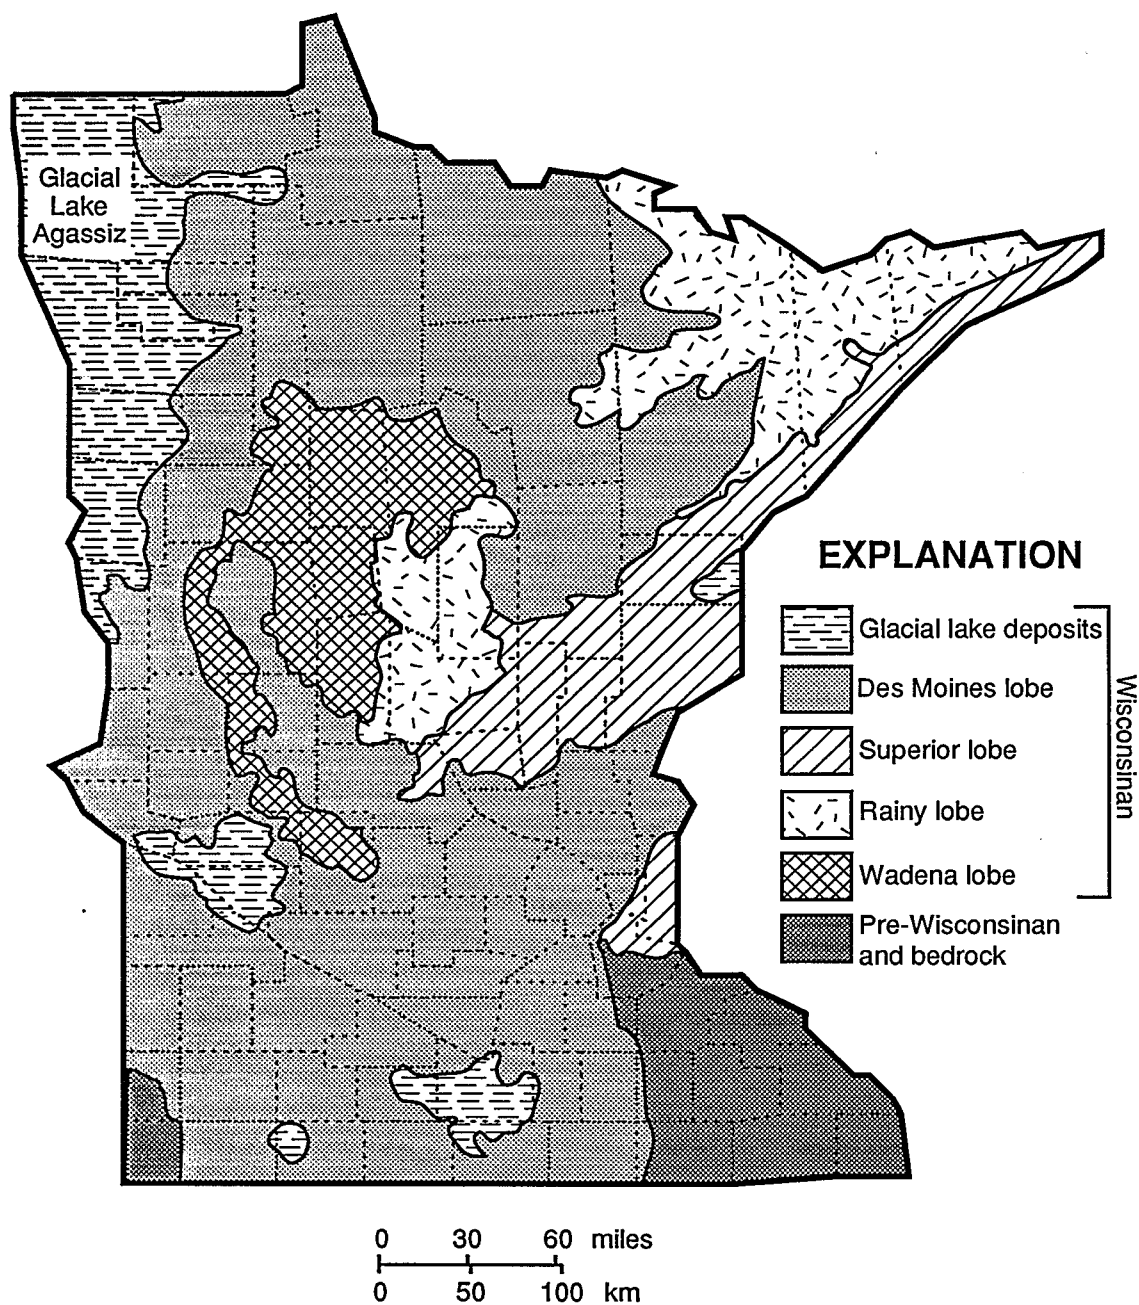 Glacial
Lake
Agassiz
EXPLANATION
Glacial lake deposits
Des Moines lobe
Superior lobe
Rainy lobe
Wadena lobe
Pre-Wisconsinan
and bedrock
Wisconsinan
0 30 60 miles
0 50 100 km